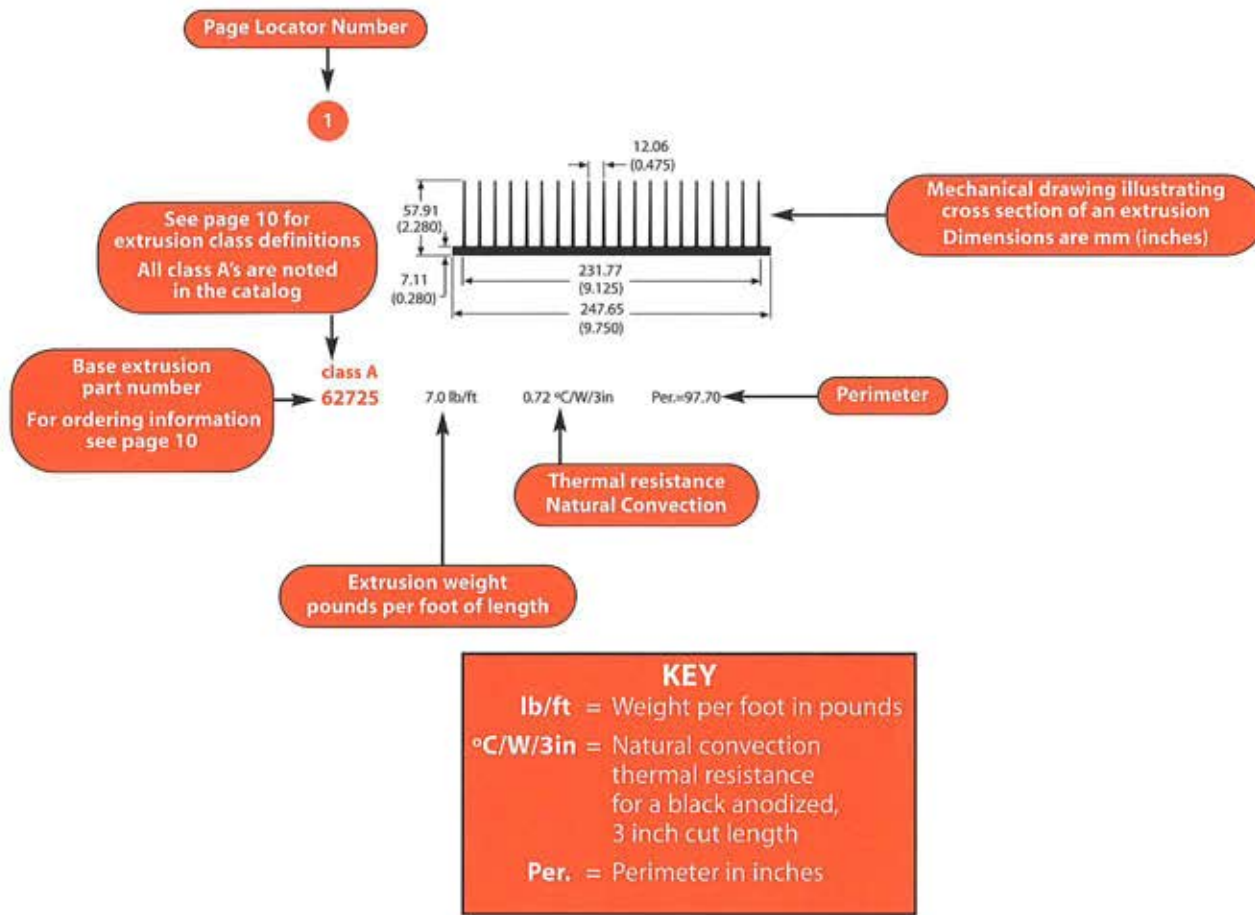 Page Locator Number
1
12.06
(0.475)
57.91
(2.280)
7.11
(0.280)
231.77
(9.125)
247.65
(9.750)
Mechanical drawing illustrating
cross section of an extrusion
Dimensions are mm (inches)
See page 10 for
extrusion class definitions
All class A's are noted
in the catalog
Base extrusion
part number
For ordering information
see page 10
class A
62725 7.0 lb/ft 0.72 ºC/W/3in Per.=97.70
Perimeter
Thermal resistance
Natural Convection
Extrusion weight
pounds per foot of length
KEY
lb/ft = Weight per foot in pounds
ºC/W/3in = Natural convection
thermal resistance
for a black anodized,
3 inch cut length
Per. = Perimeter in inches